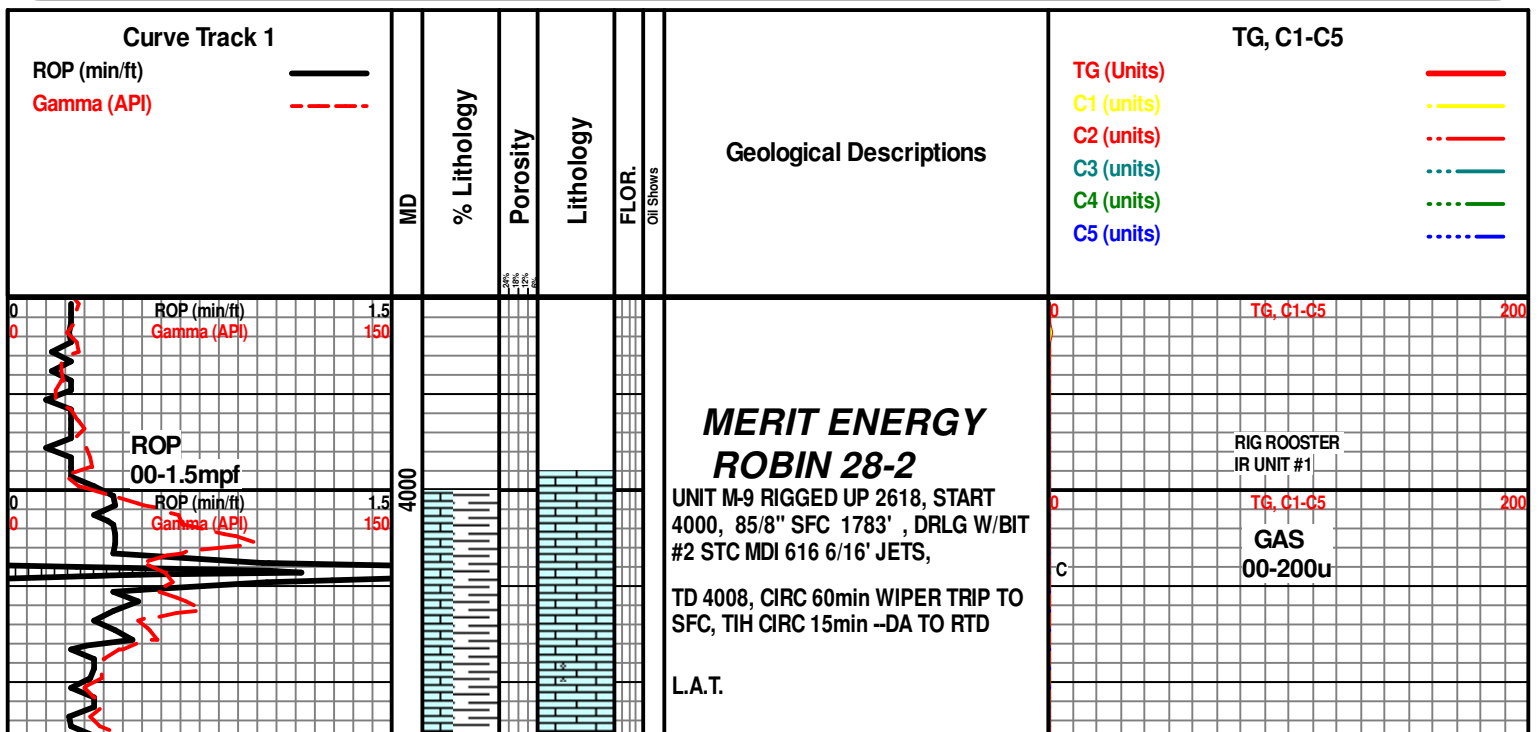 Curve Track 1
ROP (min/ft)
Gamma (API)
MD
% Lithology
Porosity
24%
18%
12%
6%
Lithology
FLOR.
Oil Shows
Geological Descriptions
TG, C1-C5
TG (Units)
C1 (units)
C2 (units)
C3 (units)
C4 (units)
C5 (units)
0 ROP (min/ft) 1.5
0 Gamma (API) 150
0 TG, C1-C5 200
ROP
00-1.5mpf
4000
MERIT ENERGY
ROBIN 28-2
RIG ROOSTER
IR UNIT #1
0 ROP (min/ft) 1.5
0 Gamma (API) 150
UNIT M-9 RIGGED UP 2618, START
4000, 85/8" SFC 1783' , DRLG W/BIT
#2 STC MDI 616 6/16' JETS,
TD 4008, CIRC 60min WIPER TRIP TO
SFC, TIH CIRC 15min --DA TO RTD
L.A.T.
0 TG, C1-C5 200
GAS
00-200u
C